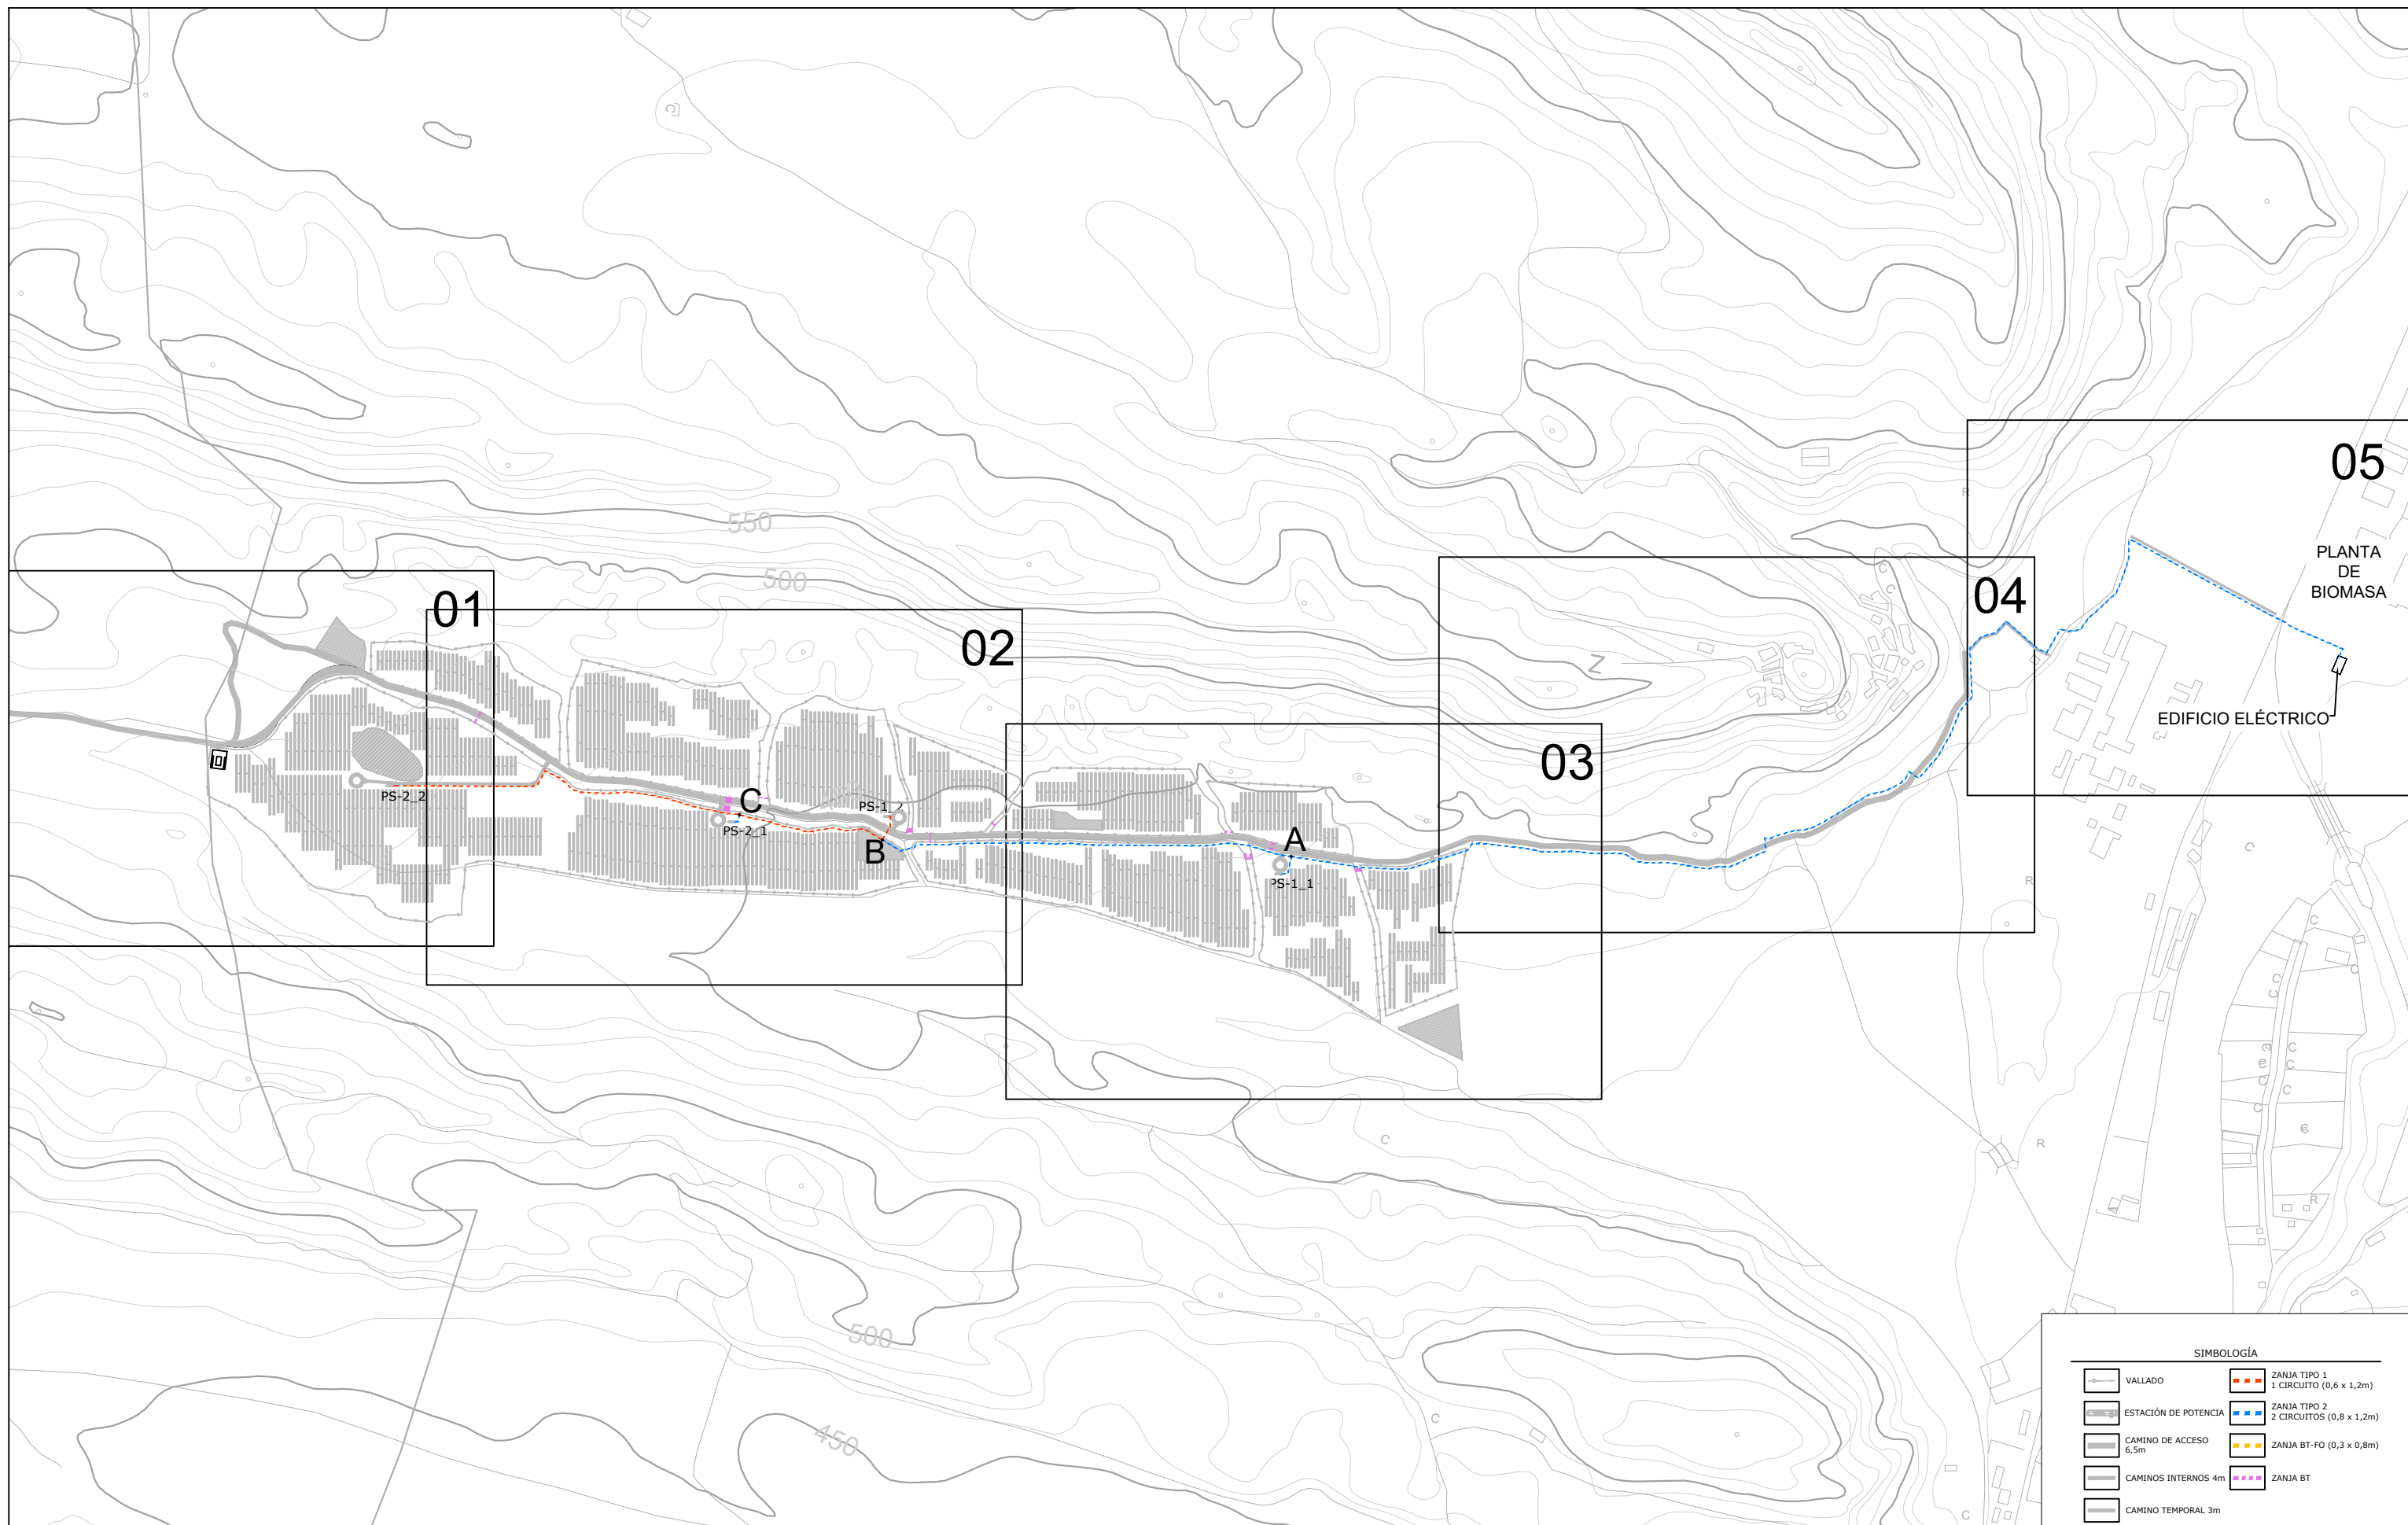 C
550
500
R
05
PLANTA
DE
BIOMASA
01
02
04
C
C
Z
EDIFICIO ELÉCTRICO
03
PS-2_2
C
PS-1_2
PS-2_1
B
A
PS-1_1
C
R
C
C
C
C
C
C
C
C
C
C
R
R
C
500
450
C
C
SIMBOLOGÍA
VALLADO
ZANJA TIPO 1
1 CIRCUITO (0,6 x 1,2m)
ESTACIÓN DE POTENCIA
ZANJA TIPO 2
2 CIRCUITOS (0,8 x 1,2m)
CAMINO DE ACCESO
6,5m
ZANJA BT-FO (0,3 x 0,8m)
CAMINOS INTERNOS 4m
ZANJA BT
CAMINO TEMPORAL 3m